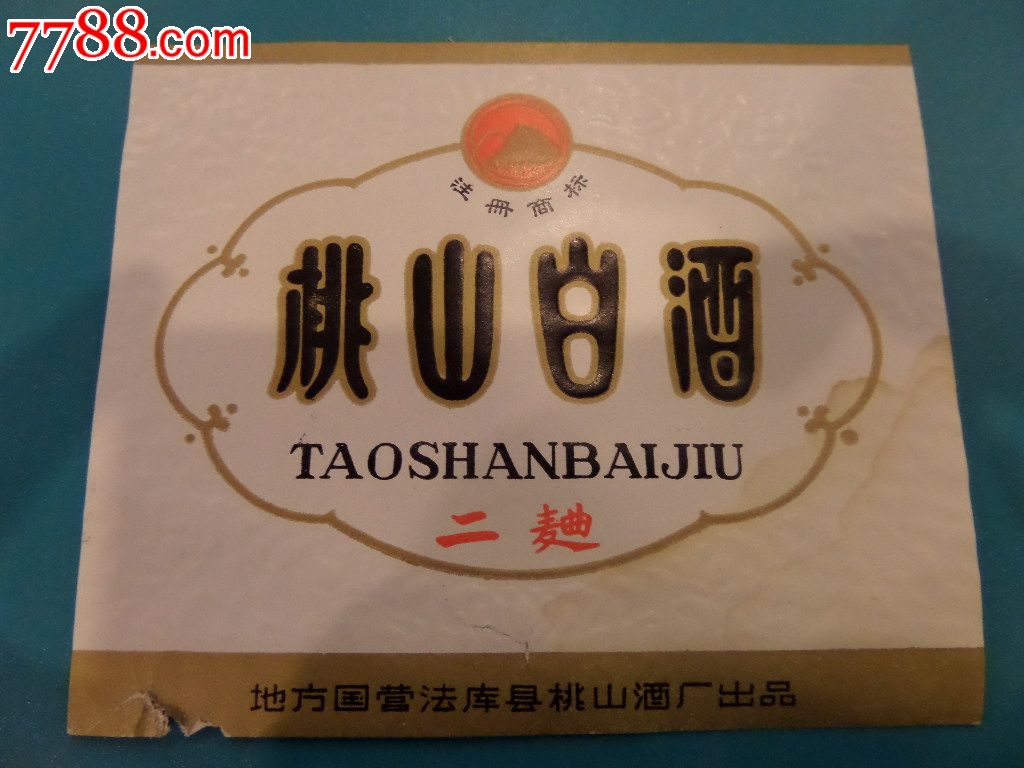 7788.com
注册商标
桃山白酒
TAOSHANBAIJIU
二麯
地方国营法库县桃山酒厂出品